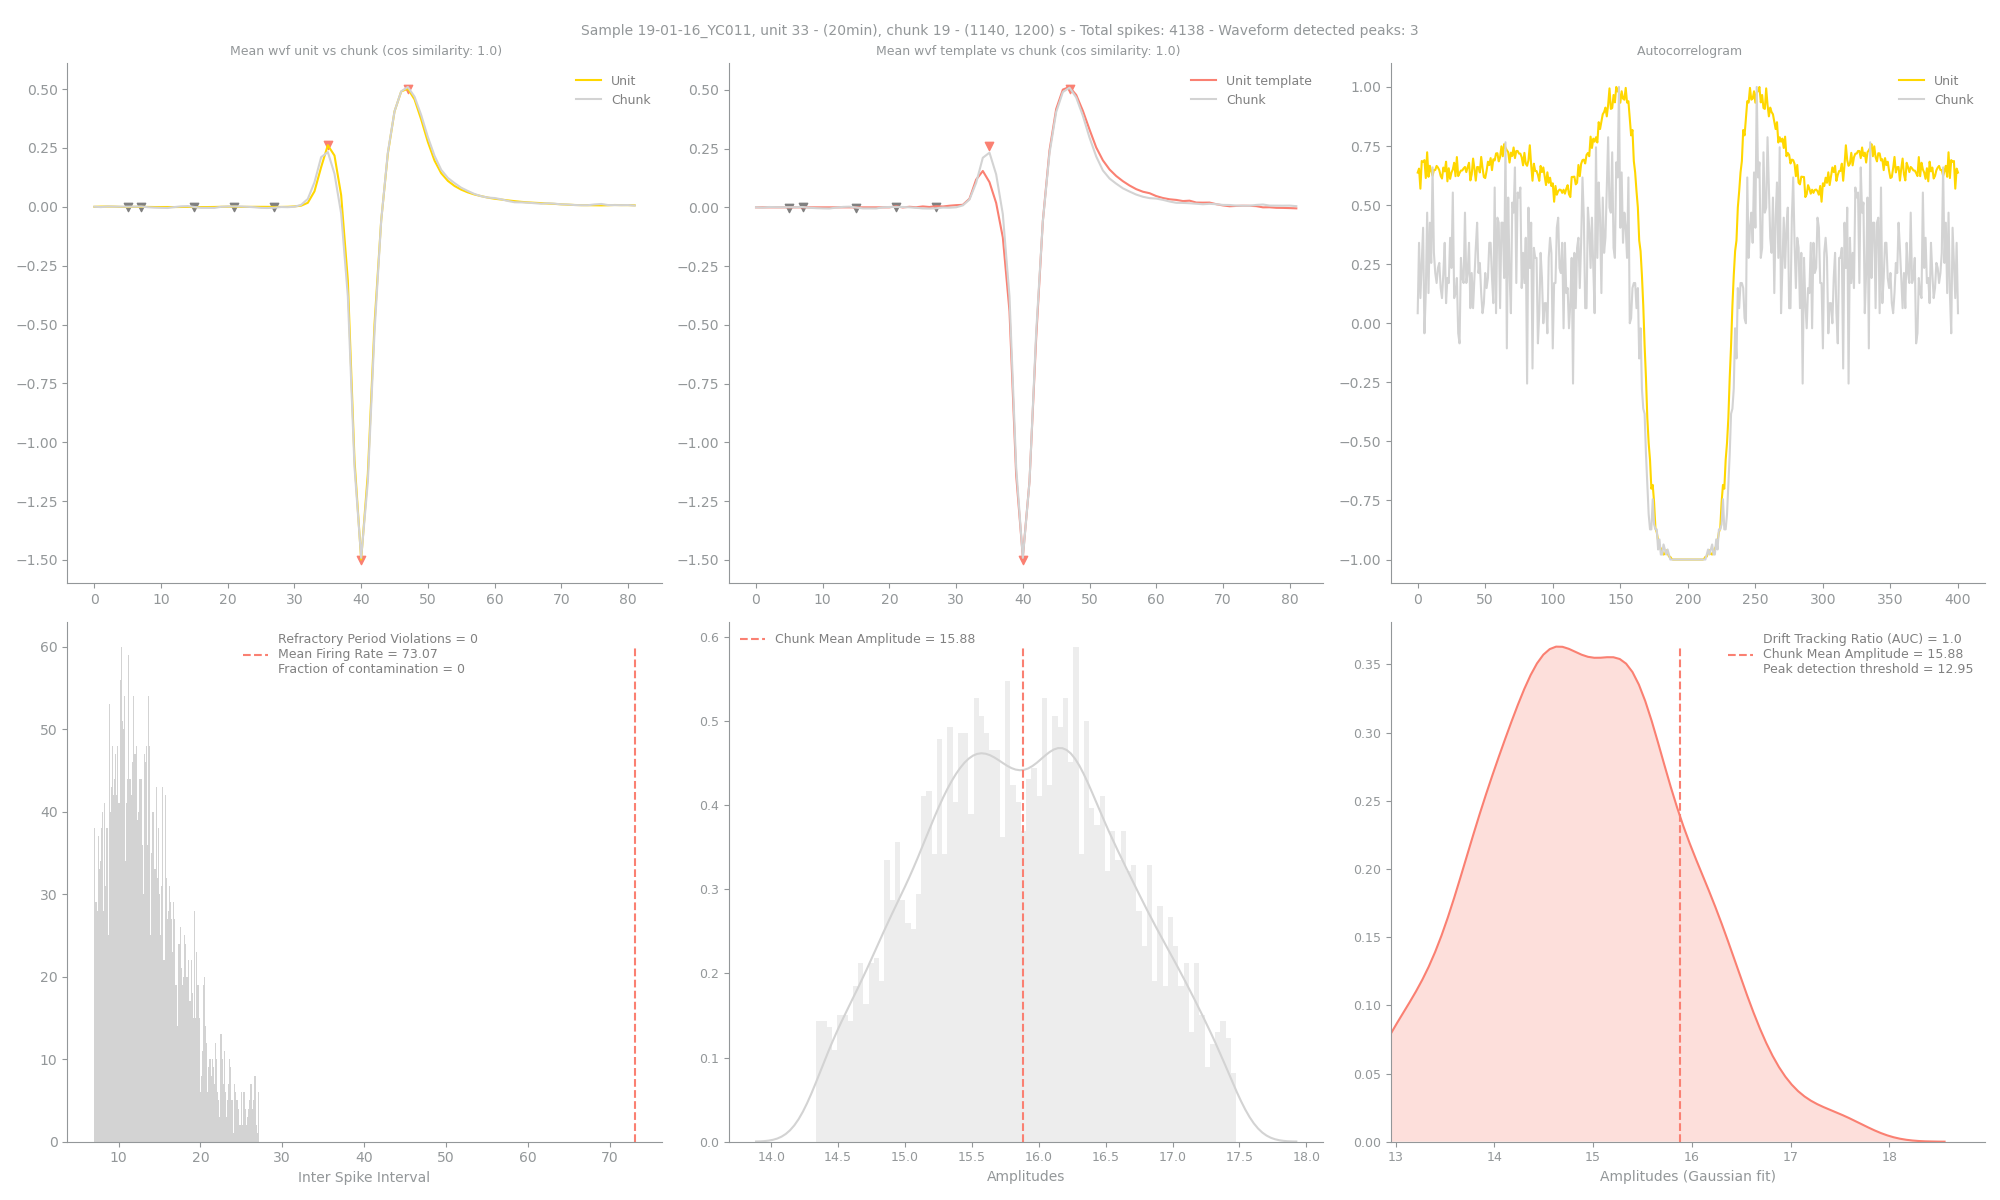 Sample 19-01-16_YC011, unit 33 - (20min), chunk 19 - (1140, 1200) s - Total spikes: 4138 - Waveform detected peaks: 3
Mean wvf unit vs chunk (cos similarity: 1.0)
Unit
Chunk
0.50
0.25
0.00
−0.25
−0.50
−0.75
−1.00
−1.25
−1.50
0 10 20 30 40 50 60 70 80
Mean wvf template vs chunk (cos similarity: 1.0)
Unit template
Chunk
0.50
0.25
0.00
−0.25
−0.50
−0.75
−1.00
−1.25
−1.50
0 10 20 30 40 50 60 70 80
Autocorrelogram
Unit
Chunk
1.00
0.75
0.50
0.25
0.00
−0.25
−0.50
−0.75
−1.00
0 50 100 150 200 250 300 350 400
Refractory Period Violations = 0
Mean Firing Rate = 73.07
Fraction of contamination = 0
60
50
40
30
20
10
0
10 20 30 40 50 60 70
Inter Spike Interval
Chunk Mean Amplitude = 15.88
0.6
0.5
0.4
0.3
0.2
0.1
0.0
14.0 14.5 15.0 15.5 16.0 16.5 17.0 17.5 18.0
Amplitudes
Drift Tracking Ratio (AUC) = 1.0
Chunk Mean Amplitude = 15.88
Peak detection threshold = 12.95
0.35
0.30
0.25
0.20
0.15
0.10
0.05
0.00
13 14 15 16 17 18
Amplitudes (Gaussian fit)